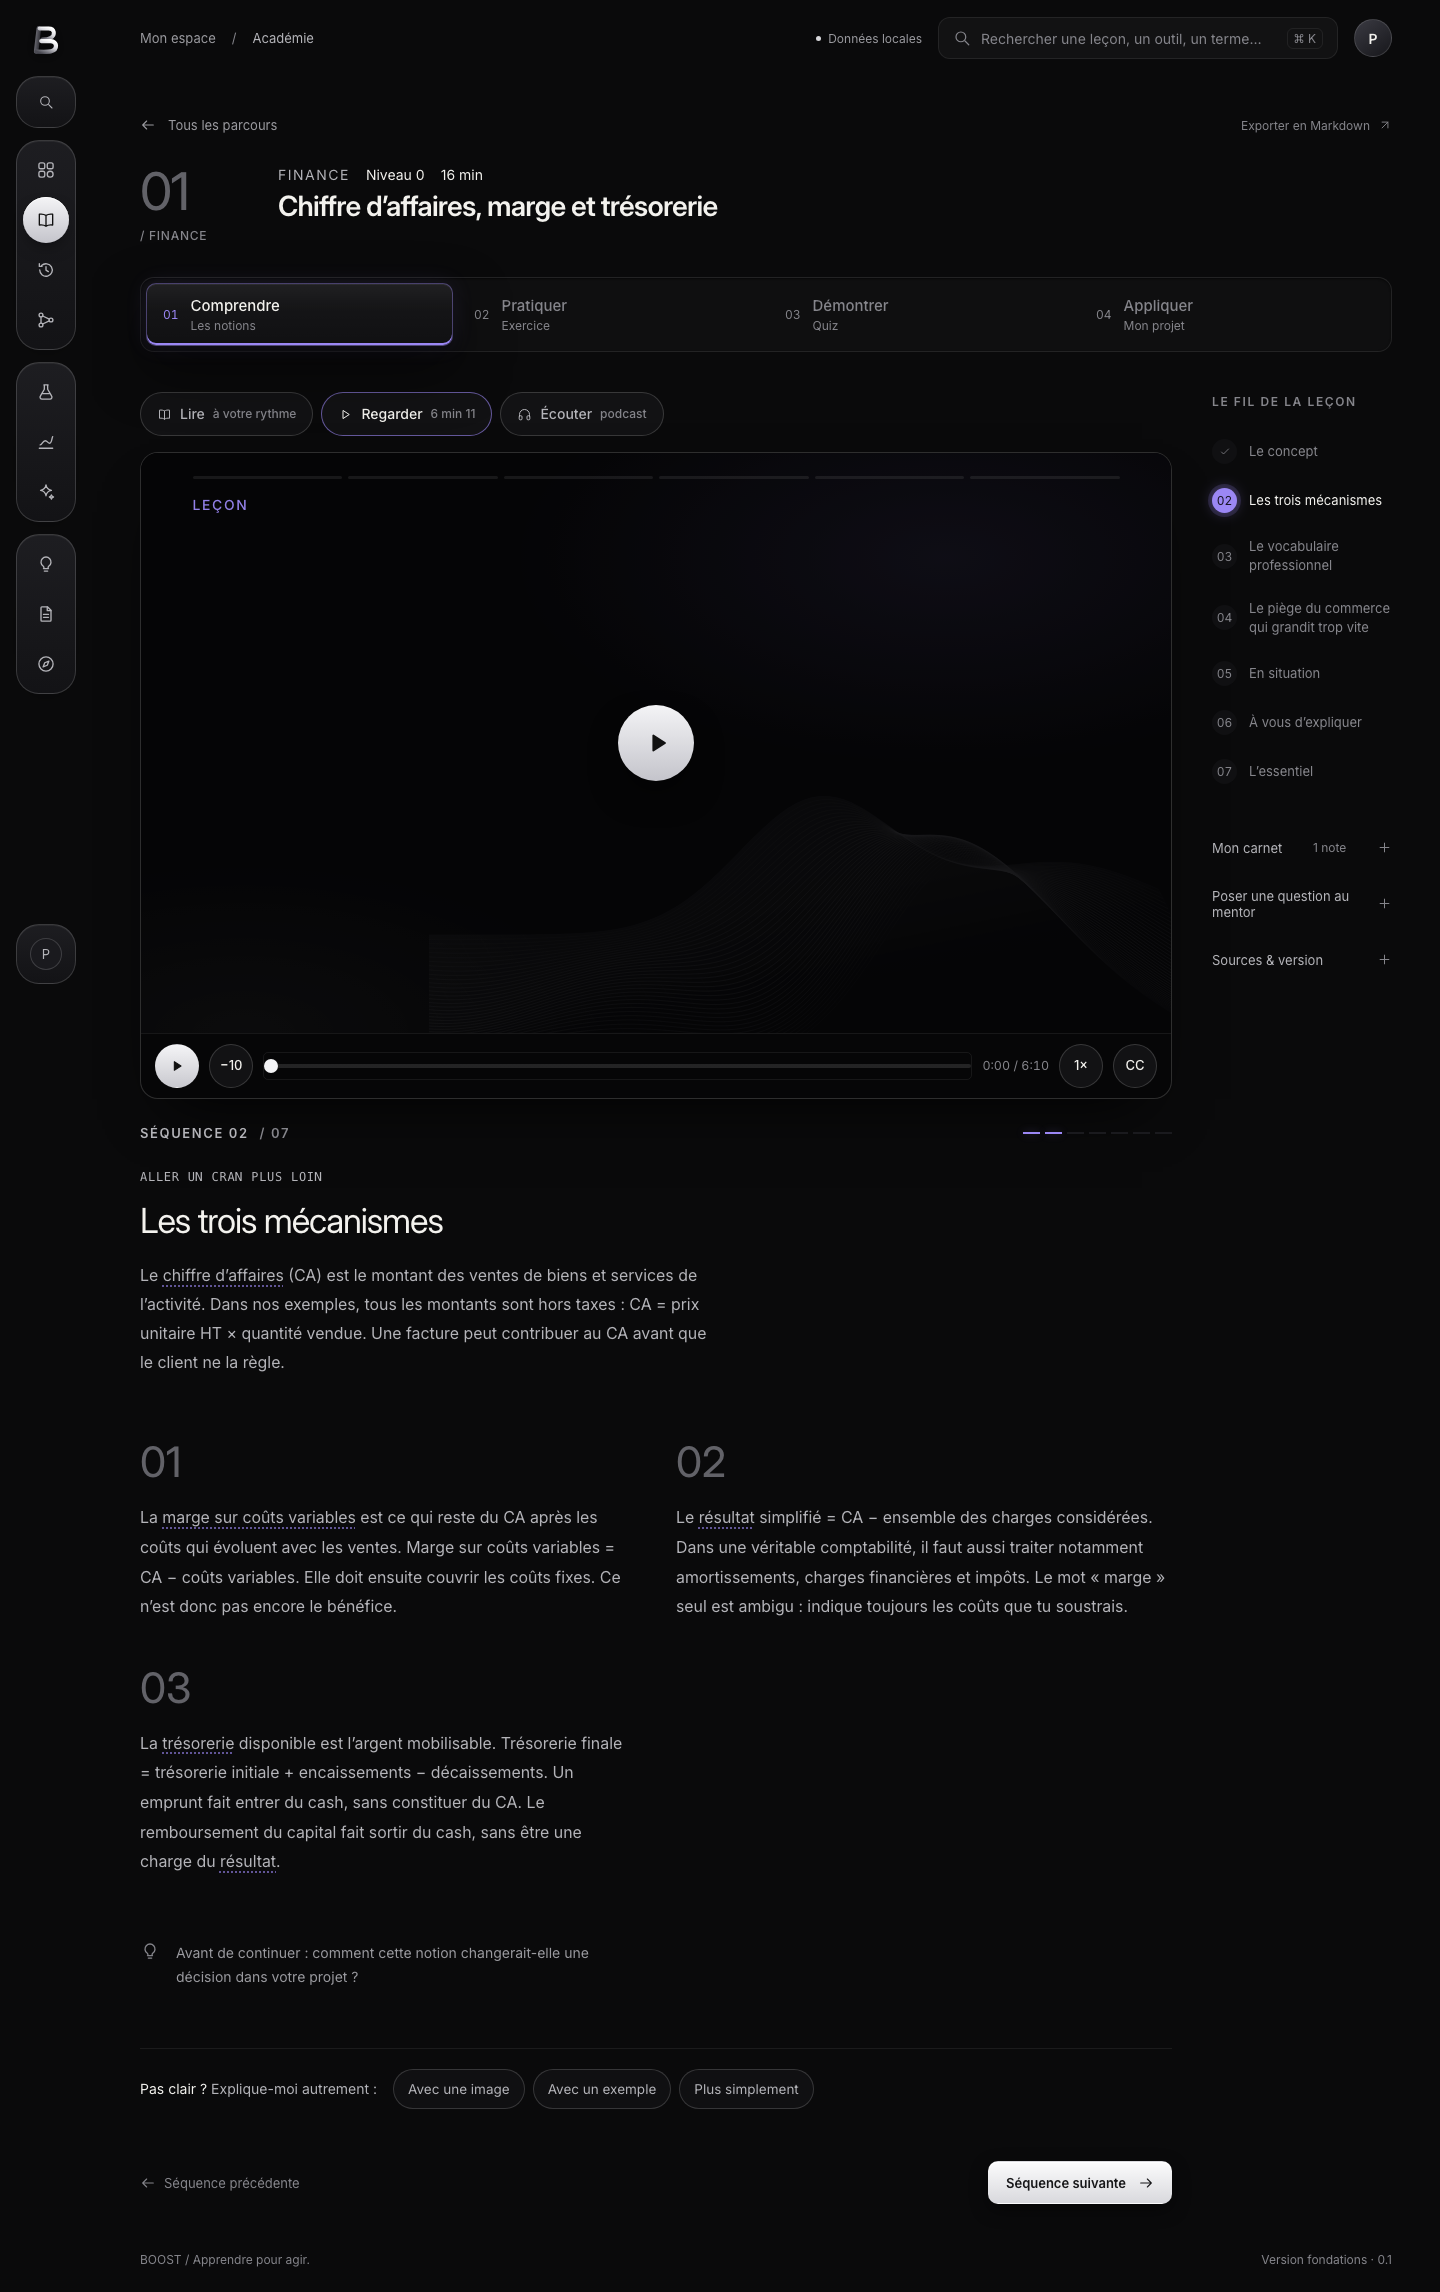 B
Mon espace / Académie
Données locales
Rechercher une leçon, un outil, un terme...
⌘ K
P
← Tous les parcours
Exporter en Markdown ↗
01
/ FINANCE
FINANCE Niveau 0 16 min
Chiffre d’affaires, marge et trésorerie
01 Comprendre
Les notions
02 Pratiquer
Exercice
03 Démontrer
Quiz
04 Appliquer
Mon projet
Lire à votre rythme
Regarder 6 min 11
Écouter podcast
LEÇON
−10
0:00 / 6:10
1×
CC
LE FIL DE LA LEÇON
Le concept
02 Les trois mécanismes
03 Le vocabulaire
professionnel
04 Le piège du commerce
qui grandit trop vite
05 En situation
06 À vous d’expliquer
07 L’essentiel
Mon carnet 1 note +
Poser une question au
mentor +
Sources & version +
P
SÉQUENCE 02 / 07
ALLER UN CRAN PLUS LOIN
Les trois mécanismes
Le chiffre d’affaires (CA) est le montant des ventes de biens et services de
l’activité. Dans nos exemples, tous les montants sont hors taxes : CA = prix
unitaire HT × quantité vendue. Une facture peut contribuer au CA avant que
le client ne la règle.
01
La marge sur coûts variables est ce qui reste du CA après les
coûts qui évoluent avec les ventes. Marge sur coûts variables =
CA − coûts variables. Elle doit ensuite couvrir les coûts fixes. Ce
n’est donc pas encore le bénéfice.
02
Le résultat simplifié = CA − ensemble des charges considérées.
Dans une véritable comptabilité, il faut aussi traiter notamment
amortissements, charges financières et impôts. Le mot « marge »
seul est ambigu : indique toujours les coûts que tu soustrais.
03
La trésorerie disponible est l’argent mobilisable. Trésorerie finale
= trésorerie initiale + encaissements − décaissements. Un
emprunt fait entrer du cash, sans constituer du CA. Le
remboursement du capital fait sortir du cash, sans être une
charge du résultat.
Avant de continuer : comment cette notion changerait-elle une
décision dans votre projet ?
Pas clair ? Explique-moi autrement :
Avec une image
Avec un exemple
Plus simplement
← Séquence précédente
Séquence suivante →
BOOST / Apprendre pour agir.
Version fondations · 0.1